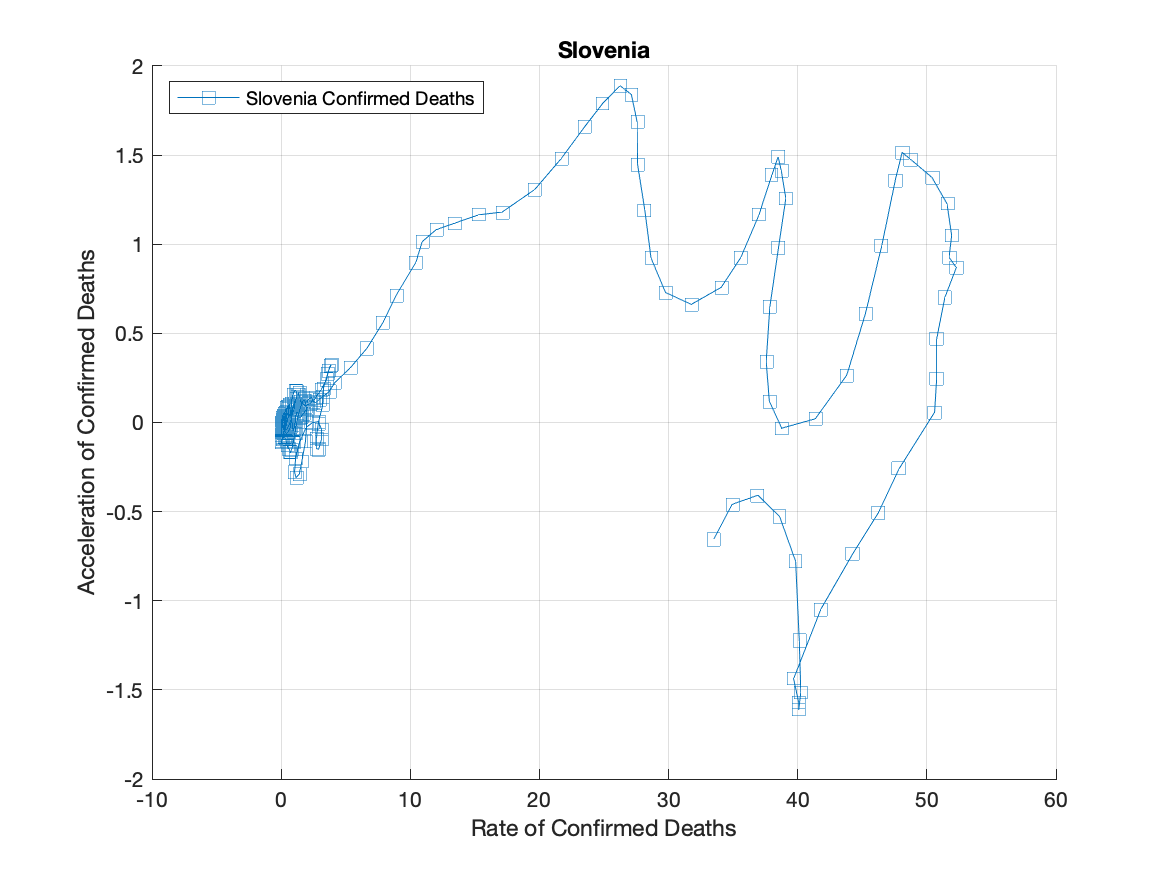 Slovenia
Slovenia Confirmed Deaths
2
1.5
1
0.5
0
-0.5
-1
-1.5
-2
Acceleration of Confirmed Deaths
-10 0 10 20 30 40 50 60
Rate of Confirmed Deaths